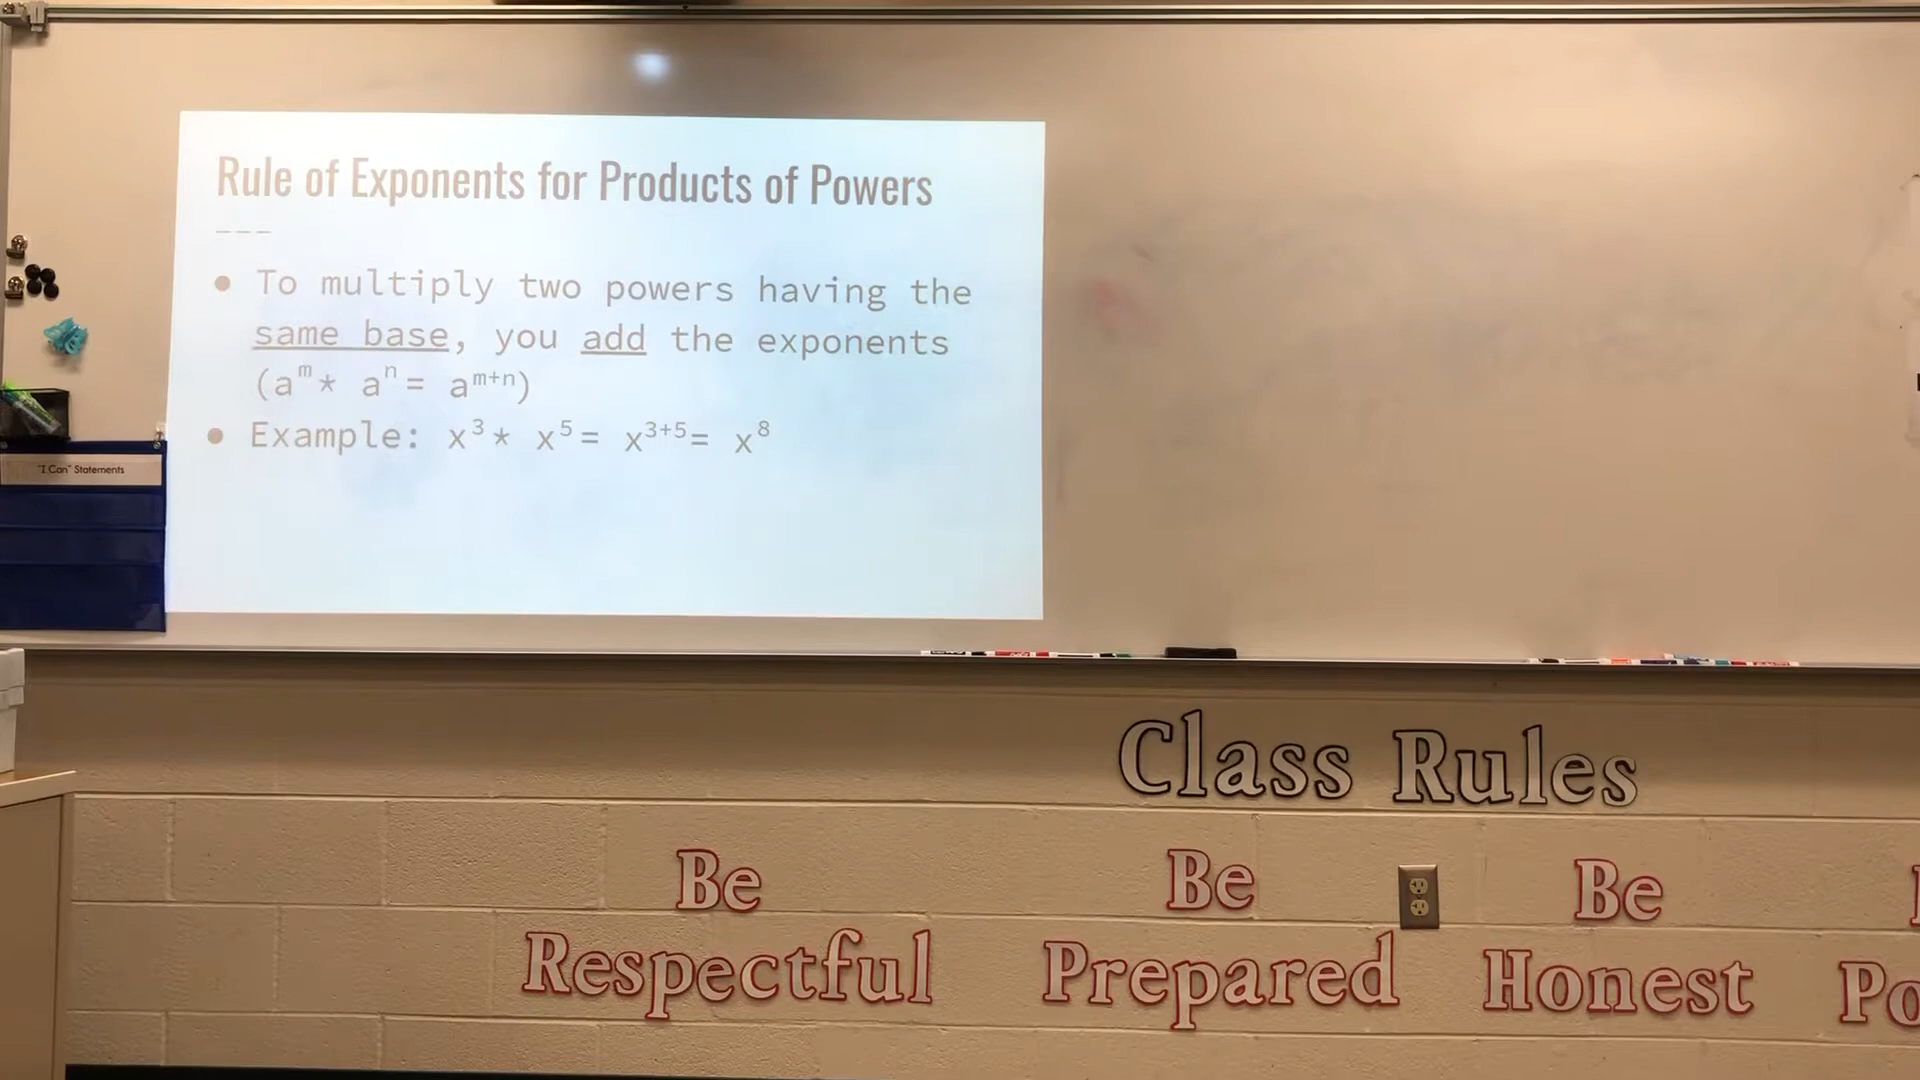 Rule of Exponents for Products of Powers
● To multiply two powers having the
same base, you add the exponents
(aᵐ* aⁿ= aᵐ⁺ⁿ)
● Example: x³* x⁵= x³⁺⁵= x⁸
"I Can" Statements
Class Rules
Be Respectful
Be Prepared
Be Honest
Po